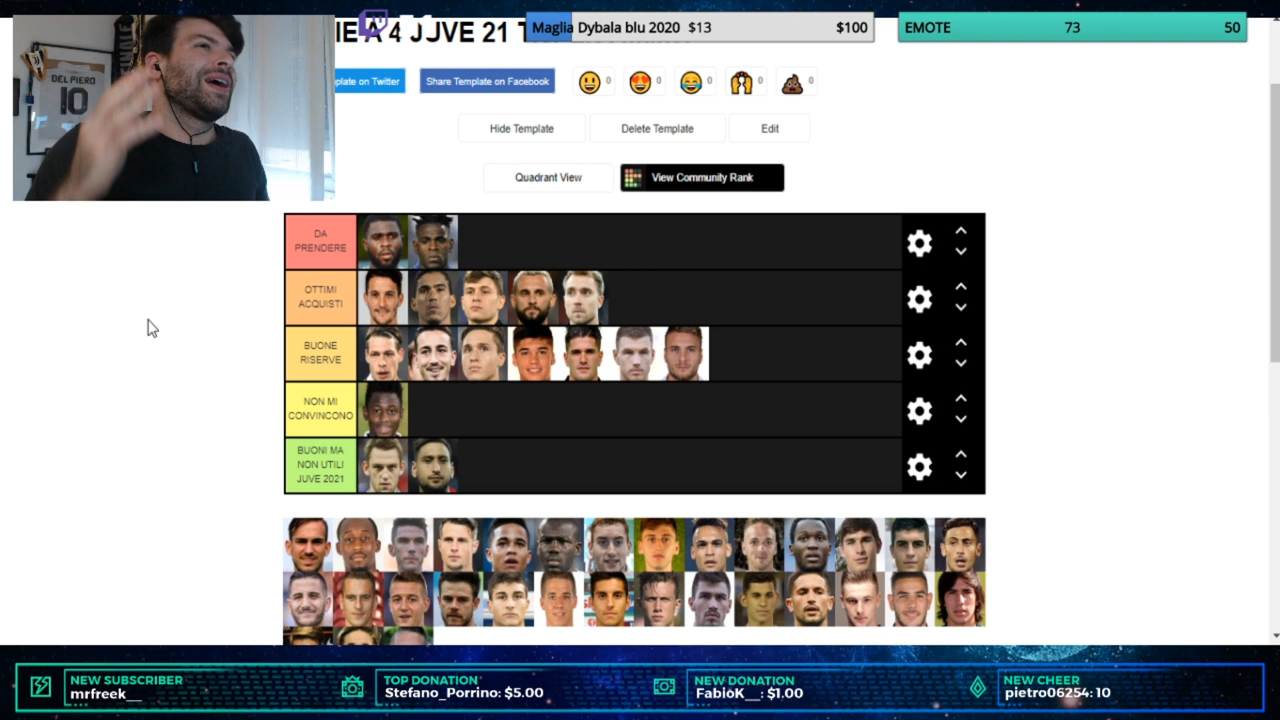 IE A 4 JJVE 21 T
Maglia Dybala blu 2020 $13 $100
EMOTE 73 50
DEL PIERO
10
FINALE
plate on Twitter
Share Template on Facebook
0 0 0 0 0
Hide Template
Delete Template
Edit
Quadrant View
View Community Rank
DA
PRENDERE
OTTIMI
ACQUISTI
BUONE
RISERVE
NON MI
CONVINCONO
BUONI MA
NON UTILI
JUVE 2021
NEW SUBSCRIBER
mrfreek__
TOP DONATION
Stefano_Porrino: $5.00
NEW DONATION
FabioK__: $1.00
NEW CHEER
pietro06254: 10